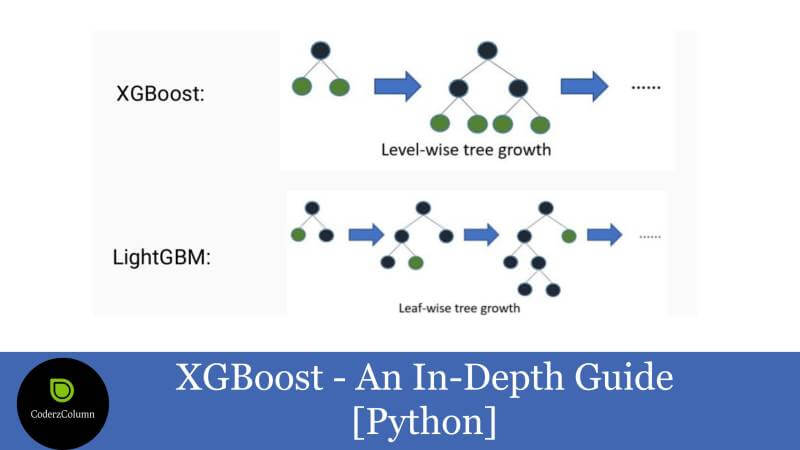 XGBoost:
......
Level-wise tree growth
LightGBM:
......
Leaf-wise tree growth
XGBoost - An In-Depth Guide
[Python]
CoderzColumn